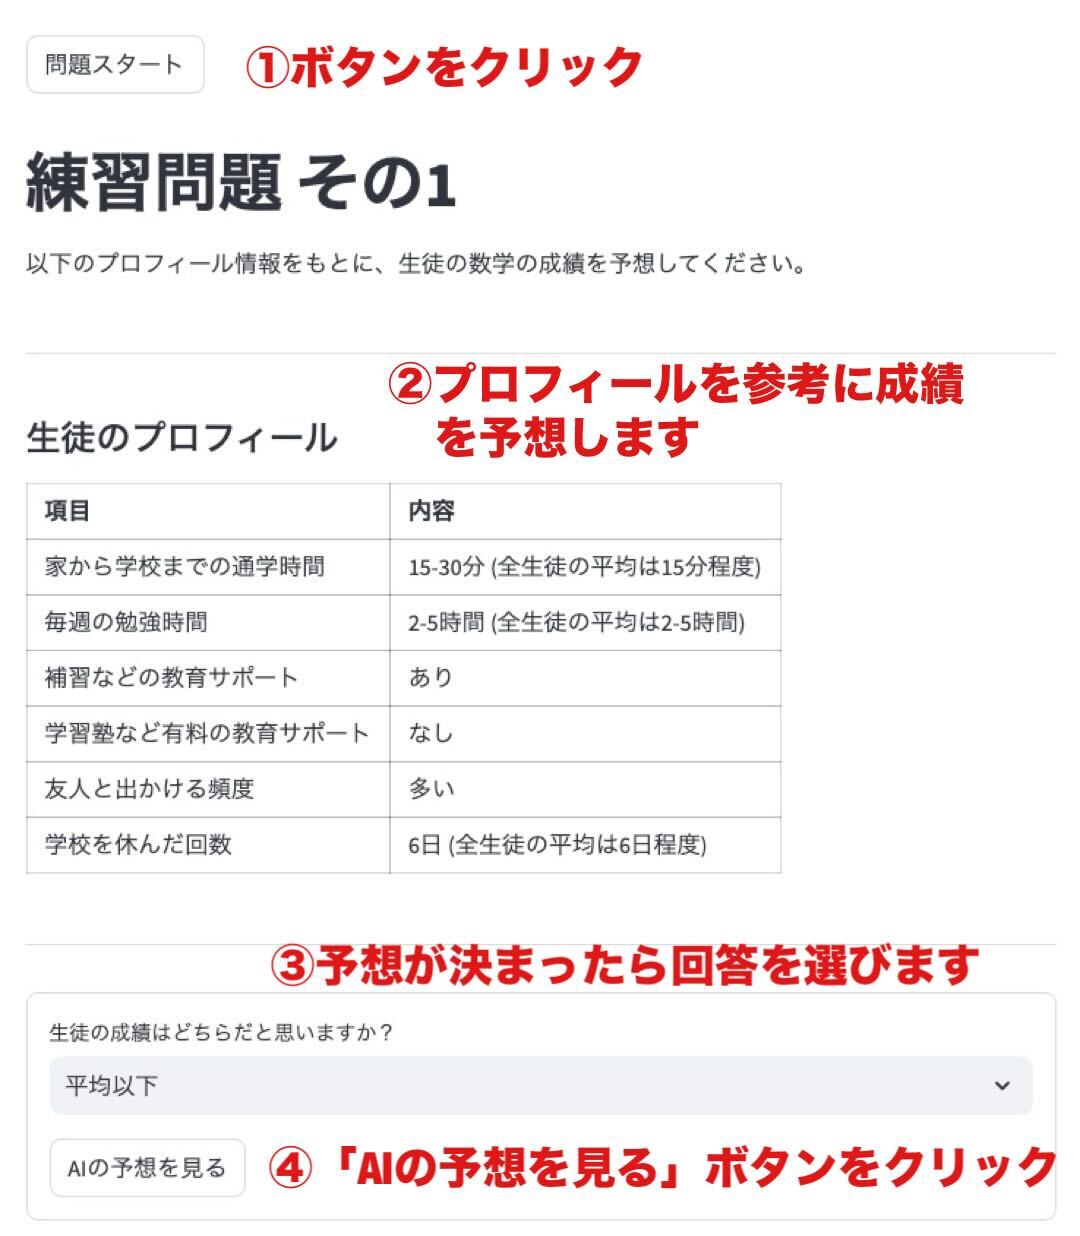 問題スタート
①ボタンをクリック
練習問題 その1
以下のプロフィール情報をもとに、生徒の数学の成績を予想してください。
②プロフィールを参考に成績
を予想します
生徒のプロフィール
項目 内容
家から学校までの通学時間 15-30分 (全生徒の平均は15分程度)
毎週の勉強時間 2-5時間 (全生徒の平均は2-5時間)
補習などの教育サポート あり
学習塾など有料の教育サポート なし
友人と出かける頻度 多い
学校を休んだ回数 6日 (全生徒の平均は6日程度)
③予想が決まったら回答を選びます
生徒の成績はどちらだと思いますか？
平均以下
AIの予想を見る ④「AIの予想を見る」ボタンをクリック